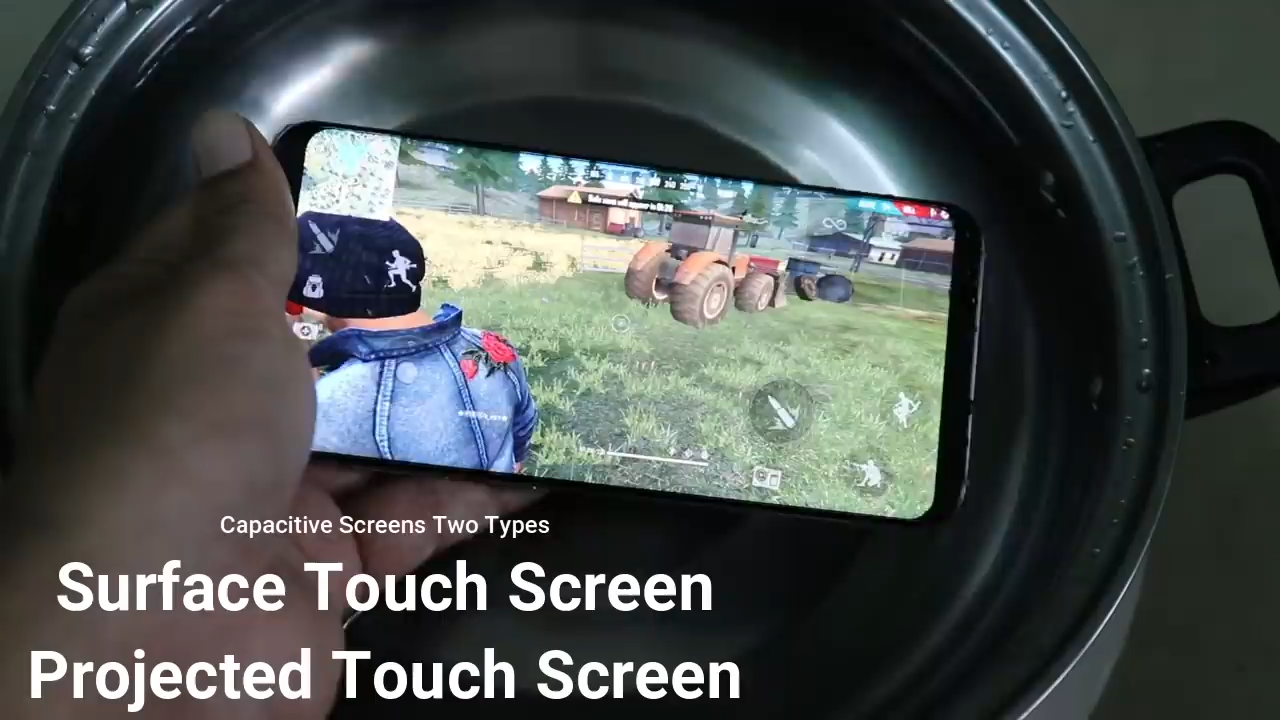 Capacitive Screens Two Types
Surface Touch Screen
Projected Touch Screen